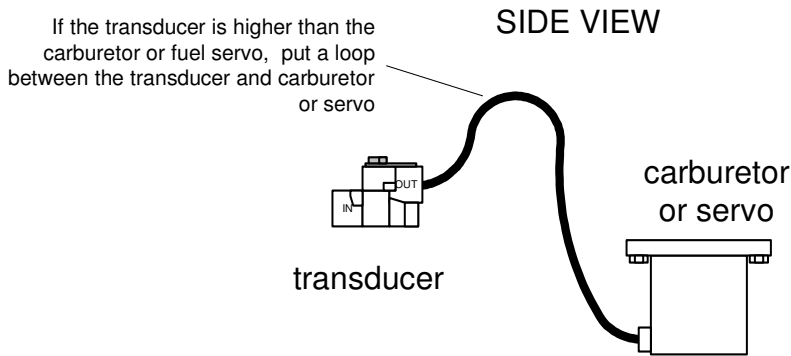 SIDE VIEW
If the transducer is higher than the
carburetor or fuel servo, put a loop
between the transducer and carburetor
or servo
OUT
IN
carburetor
or servo
transducer